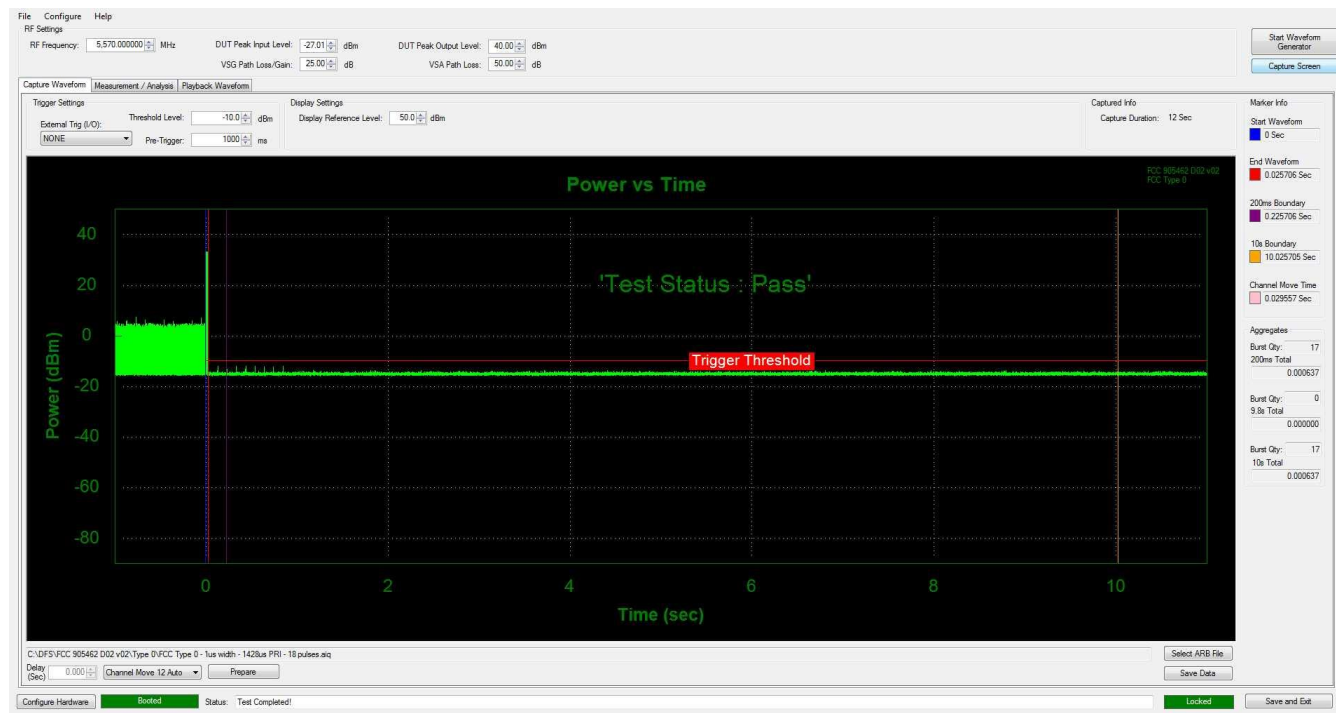 File Configure Help
RF Settings
RF Frequency: 5,570.000000 MHz DUT Peak Input Level: -27.01 dBm DUT Peak Output Level: 40.00 dBm
VSG Path Loss/Gain: 25.00 dB VSA Path Loss: 50.00 dB
Start Waveform
Generator
Capture Screen
Capture Waveform Measurement / Analysis Playback Waveform
Trigger Settings
External Trig (I/O):
NONE
Threshold Level: -10.0 dBm
Pre-Trigger: 1000 ms
Display Settings
Display Reference Level: 50.0 dBm
Captured Info
Capture Duration: 12 Sec
Marker Info
Start Waveform
0 Sec
End Waveform
0.025706 Sec
200ms Boundary
0.225706 Sec
10s Boundary
10.025705 Sec
Channel Move Time
0.029557 Sec
Aggregates
Burst Qty: 17
200ms Total
0.000637
Burst Qty: 0
9.8s Total
0.000000
Burst Qty: 17
10s Total
0.000637
Power vs Time
FCC 905462 D02 v02
FCC Type 0
'Test Status : Pass'
Trigger Threshold
Power (dBm)
40
20
0
-20
-40
-60
-80
0 2 4 6 8 10
Time (sec)
C:\DFS\FCC 905462 D02 v02\Type 0\FCC Type 0 - 1us width - 1428us PRI - 18 pulses.aiq
Select ARB File
Delay
(Sec) 0.000 Channel Move 12 Auto Prepare
Save Data
Configure Hardware Booted Status: Test Completed! Locked Save and Exit